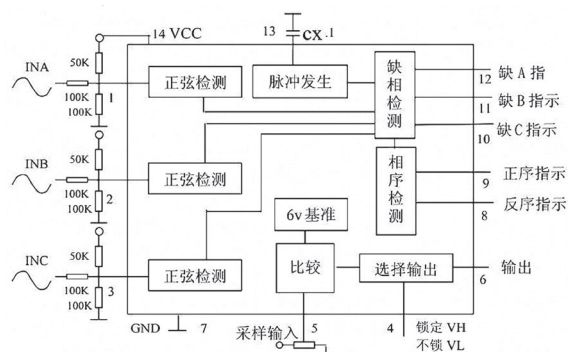 14 VCC
13
CX .1
INA
50K
100K
100K
1
正弦检测
脉冲发生
缺相检测
12
缺A指
11
缺B指示
10
缺C指示
INB
50K
100K
100K
2
正弦检测
相序检测
9
正序指示
8
反序指示
6v基准
INC
50K
100K
100K
3
正弦检测
比较
选择输出
6
输出
GND
7
采样输入
5
4
锁定 VH
不锁 VL